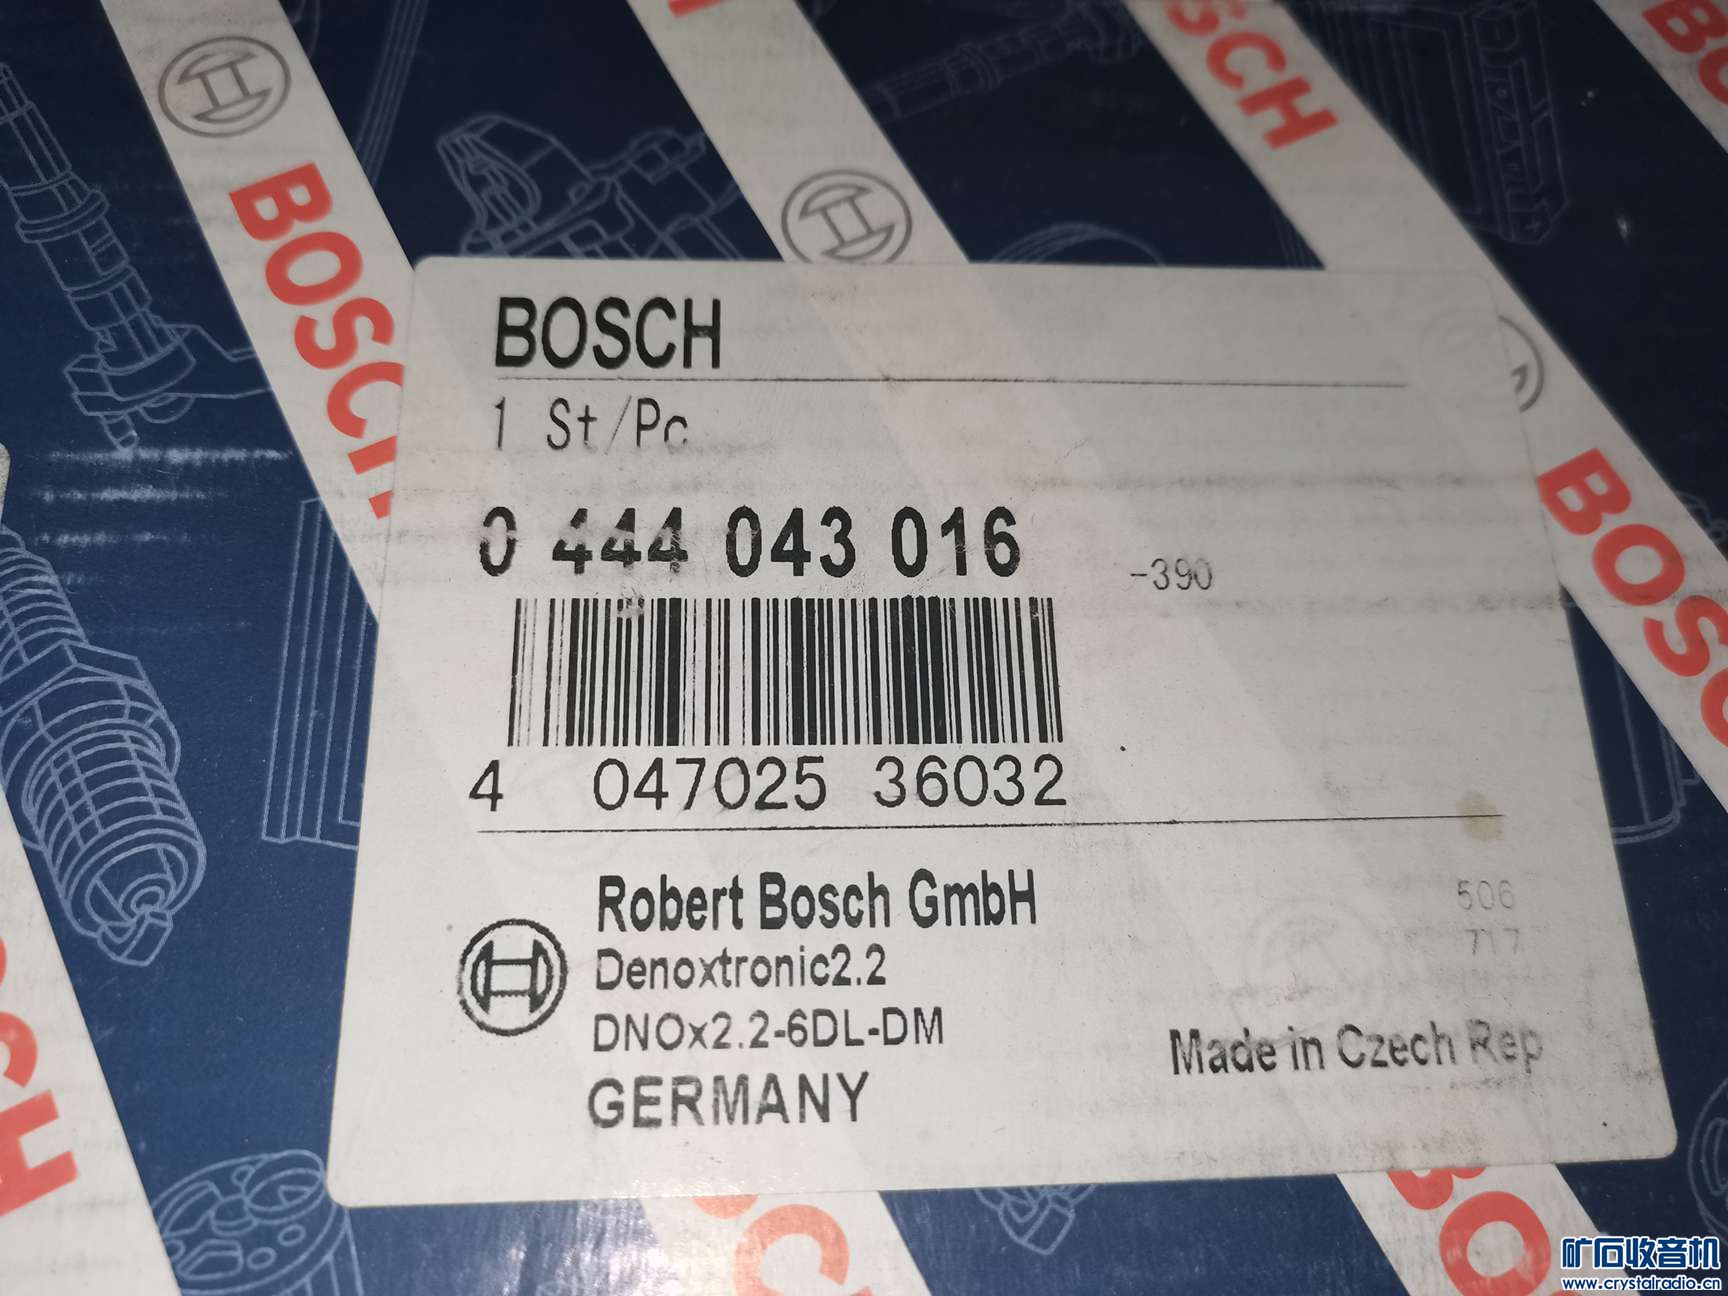 BOSCH
BOSCH
BOSCH
1 St/Pc
0 444 043 016
-390
4 047025 36032
Robert Bosch GmbH
Denoxtronic2.2
DNOx2.2-6DL-DM
GERMANY
506
717
Made in Czech Rep
BOSCH
矿石收音机
www.crystalradio.cn